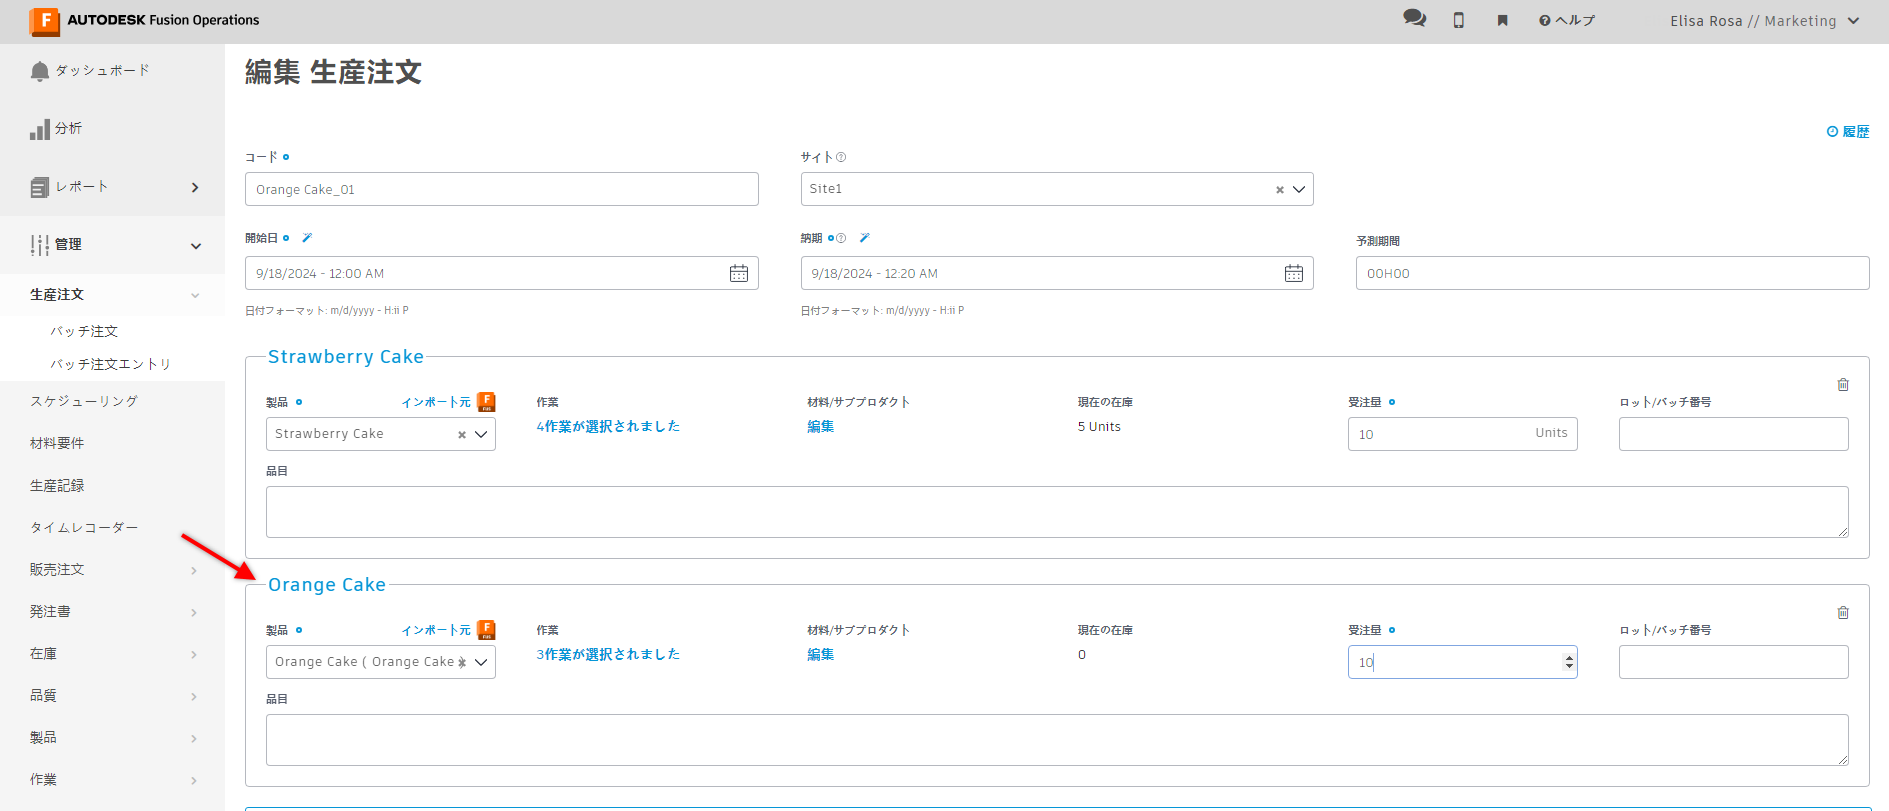 AUTODESK Fusion Operations
ヘルプ
Elisa Rosa // Marketing
ダッシュボード
分析
レポート
管理
生産注文
バッチ注文
バッチ注文エントリ
スケジューリング
材料要件
生産記録
タイムレコーダー
販売注文
発注書
在庫
品質
製品
作業
編集 生産注文
履歴
コード
サイト
Orange Cake_01
Site1
開始日
納期
予測期間
9/18/2024 - 12:00 AM
9/18/2024 - 12:20 AM
00H00
日付フォーマット: m/d/yyyy - H:ii P
日付フォーマット: m/d/yyyy - H:ii P
Strawberry Cake
製品
インポート元
作業
材料/サブプロダクト
現在の在庫
受注量
ロット/バッチ番号
Strawberry Cake
4作業が選択されました
編集
5 Units
10
Units
品目
Orange Cake
製品
インポート元
作業
材料/サブプロダクト
現在の在庫
受注量
ロット/バッチ番号
Orange Cake ( Orange Cake
3作業が選択されました
編集
0
10
品目